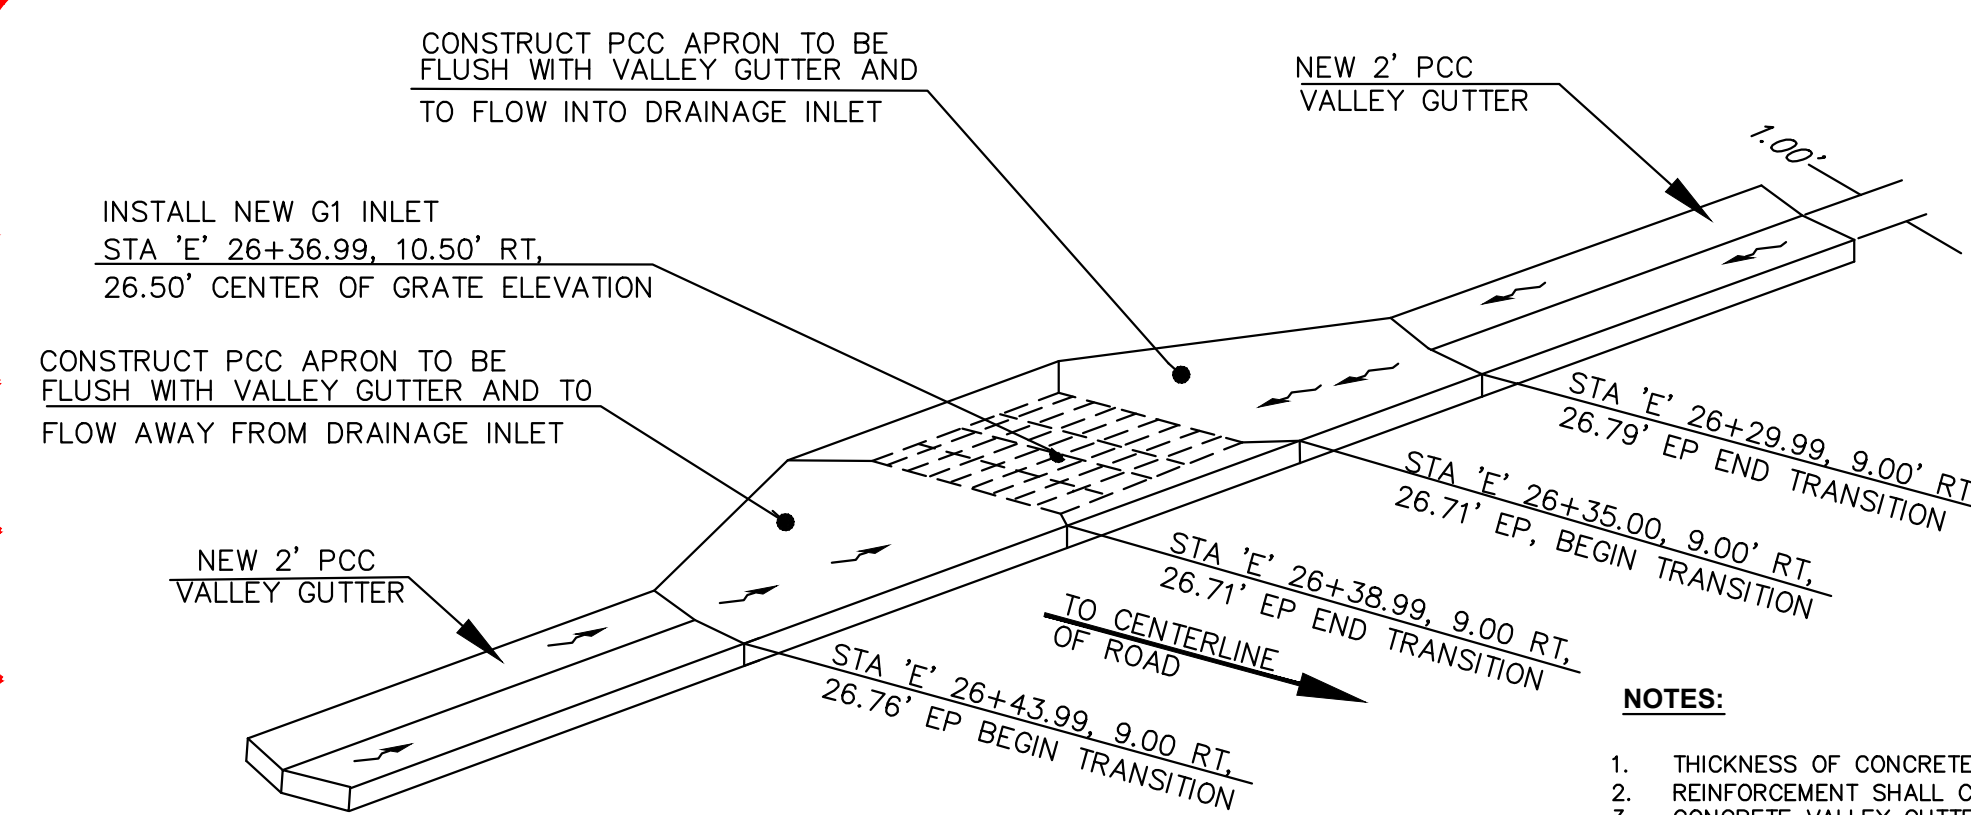 CONSTRUCT PCC APRON TO BE
FLUSH WITH VALLEY GUTTER AND
TO FLOW INTO DRAINAGE INLET
NEW 2' PCC
VALLEY GUTTER
1.00'
INSTALL NEW G1 INLET
STA 'E' 26+36.99, 10.50' RT,
26.50' CENTER OF GRATE ELEVATION
CONSTRUCT PCC APRON TO BE
FLUSH WITH VALLEY GUTTER AND TO
FLOW AWAY FROM DRAINAGE INLET
STA 'E' 26+29.99, 9.00' RT
26.79' EP END TRANSITION
STA 'E' 26+35.00, 9.00' RT,
26.71' EP, BEGIN TRANSITION
STA 'E' 26+38.99, 9.00 RT,
26.71' EP END TRANSITION
NEW 2' PCC
VALLEY GUTTER
TO CENTERLINE
OF ROAD
STA 'E' 26+43.99, 9.00 RT,
26.76' EP BEGIN TRANSITION
NOTES:
1. THICKNESS OF CONCRETE
2. REINFORCEMENT SHALL C
3. CONCRETE VALLEY GUTTE